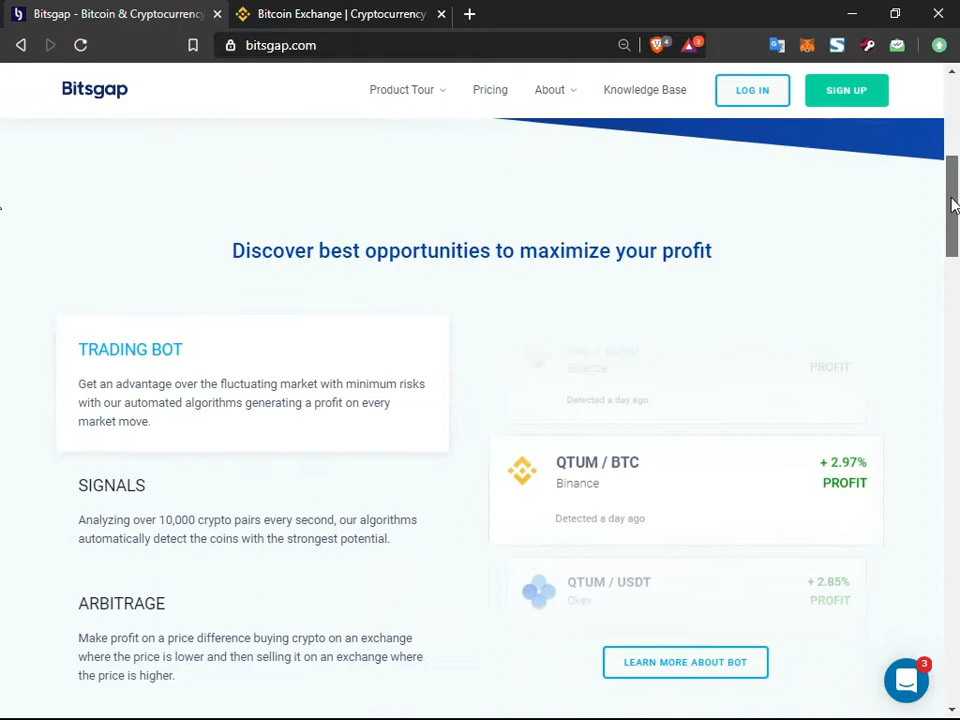 Bitsgap - Bitcoin & Cryptocurrency
Bitcoin Exchange | Cryptocurrency
bitsgap.com
4
3
Bitsgap
Product Tour
Pricing
About
Knowledge Base
LOG IN
SIGN UP
Discover best opportunities to maximize your profit
TRADING BOT
Get an advantage over the fluctuating market with minimum risks
with our automated algorithms generating a profit on every
market move.
SIGNALS
Analyzing over 10,000 crypto pairs every second, our algorithms
automatically detect the coins with the strongest potential.
ARBITRAGE
Make profit on a price difference buying crypto on an exchange
where the price is lower and then selling it on an exchange where
the price is higher.
Binance
PROFIT
Detected a day ago
QTUM / BTC
+ 2.97%
Binance
PROFIT
Detected a day ago
QTUM / USDT
+ 2.85%
Okex
PROFIT
LEARN MORE ABOUT BOT
3